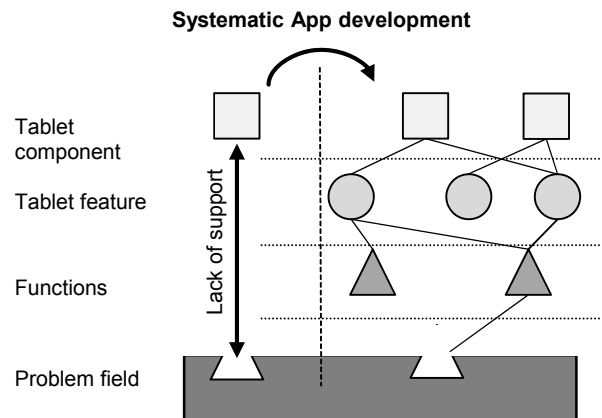 Systematic App development
Tablet
component
Tablet feature
Lack of support
Functions
Problem field